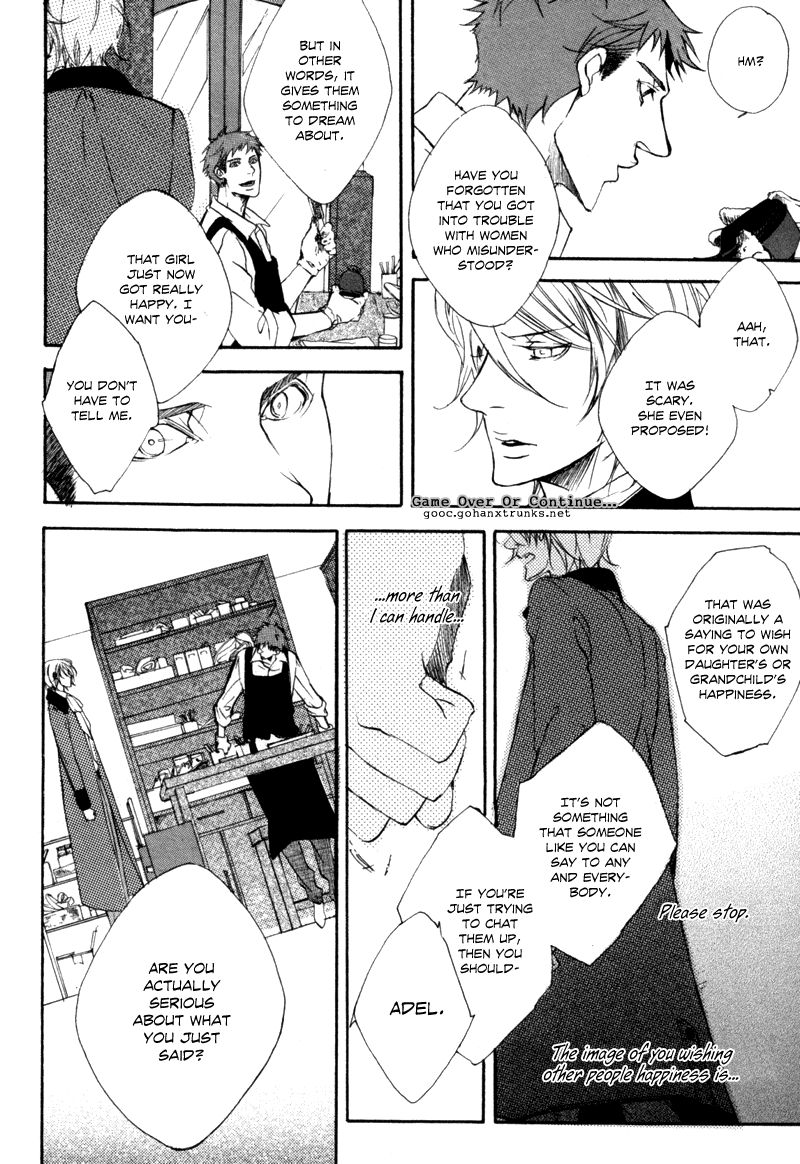 HM?
HAVE YOU
FORGOTTEN
THAT YOU GOT
INTO TROUBLE
WITH WOMEN
WHO MISUNDER-
STOOD?
AAH,
THAT.
IT WAS
SCARY.
SHE EVEN
PROPOSED!
BUT IN
OTHER
WORDS, IT
GIVES THEM
SOMETHING
TO DREAM
ABOUT.
THAT GIRL
JUST NOW
GOT REALLY
HAPPY. I
WANT YOU-
YOU DON'T
HAVE TO
TELL ME.
Game Over Or Continue...
gooc.gohanxtrunks.net
THAT WAS
ORIGINALLY A
SAYING TO WISH
FOR YOUR OWN
DAUGHTER'S OR
GRANDCHILD'S
HAPPINESS.
IT'S NOT
SOMETHING
THAT SOMEONE
LIKE YOU CAN
SAY TO ANY
AND EVERY-
BODY.
Please stop.
IF YOU'RE
JUST TRYING
TO CHAT
THEM UP,
THEN YOU
SHOULD-
The image of you wishing
other people happiness is...
...more than
I can handle...
ADEL.
ARE YOU
ACTUALLY
SERIOUS
ABOUT WHAT
YOU JUST
SAID?